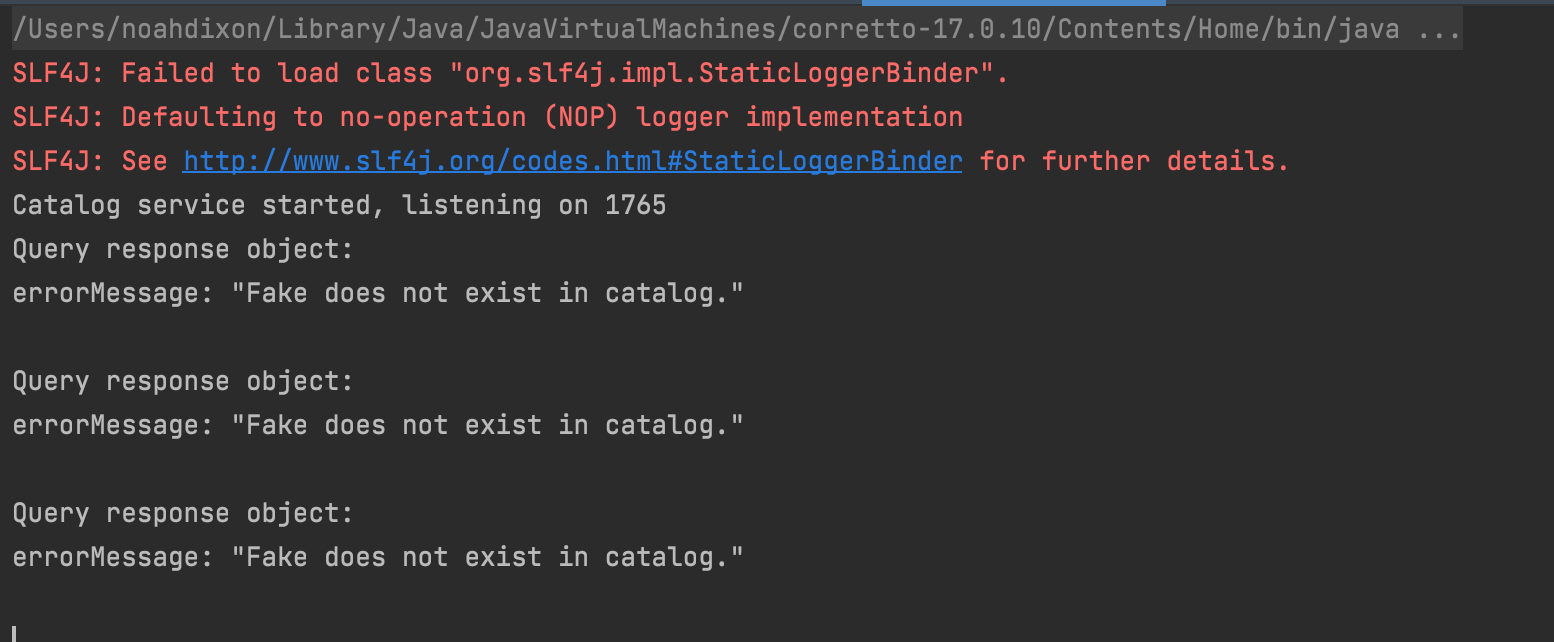 /Users/noahdixon/Library/Java/JavaVirtualMachines/corretto-17.0.10/Contents/Home/bin/java ...
SLF4J: Failed to load class "org.slf4j.impl.StaticLoggerBinder".
SLF4J: Defaulting to no-operation (NOP) logger implementation
SLF4J: See http://www.slf4j.org/codes.html#StaticLoggerBinder for further details.
Catalog service started, listening on 1765
Query response object:
errorMessage: "Fake does not exist in catalog."
Query response object:
errorMessage: "Fake does not exist in catalog."
Query response object:
errorMessage: "Fake does not exist in catalog."